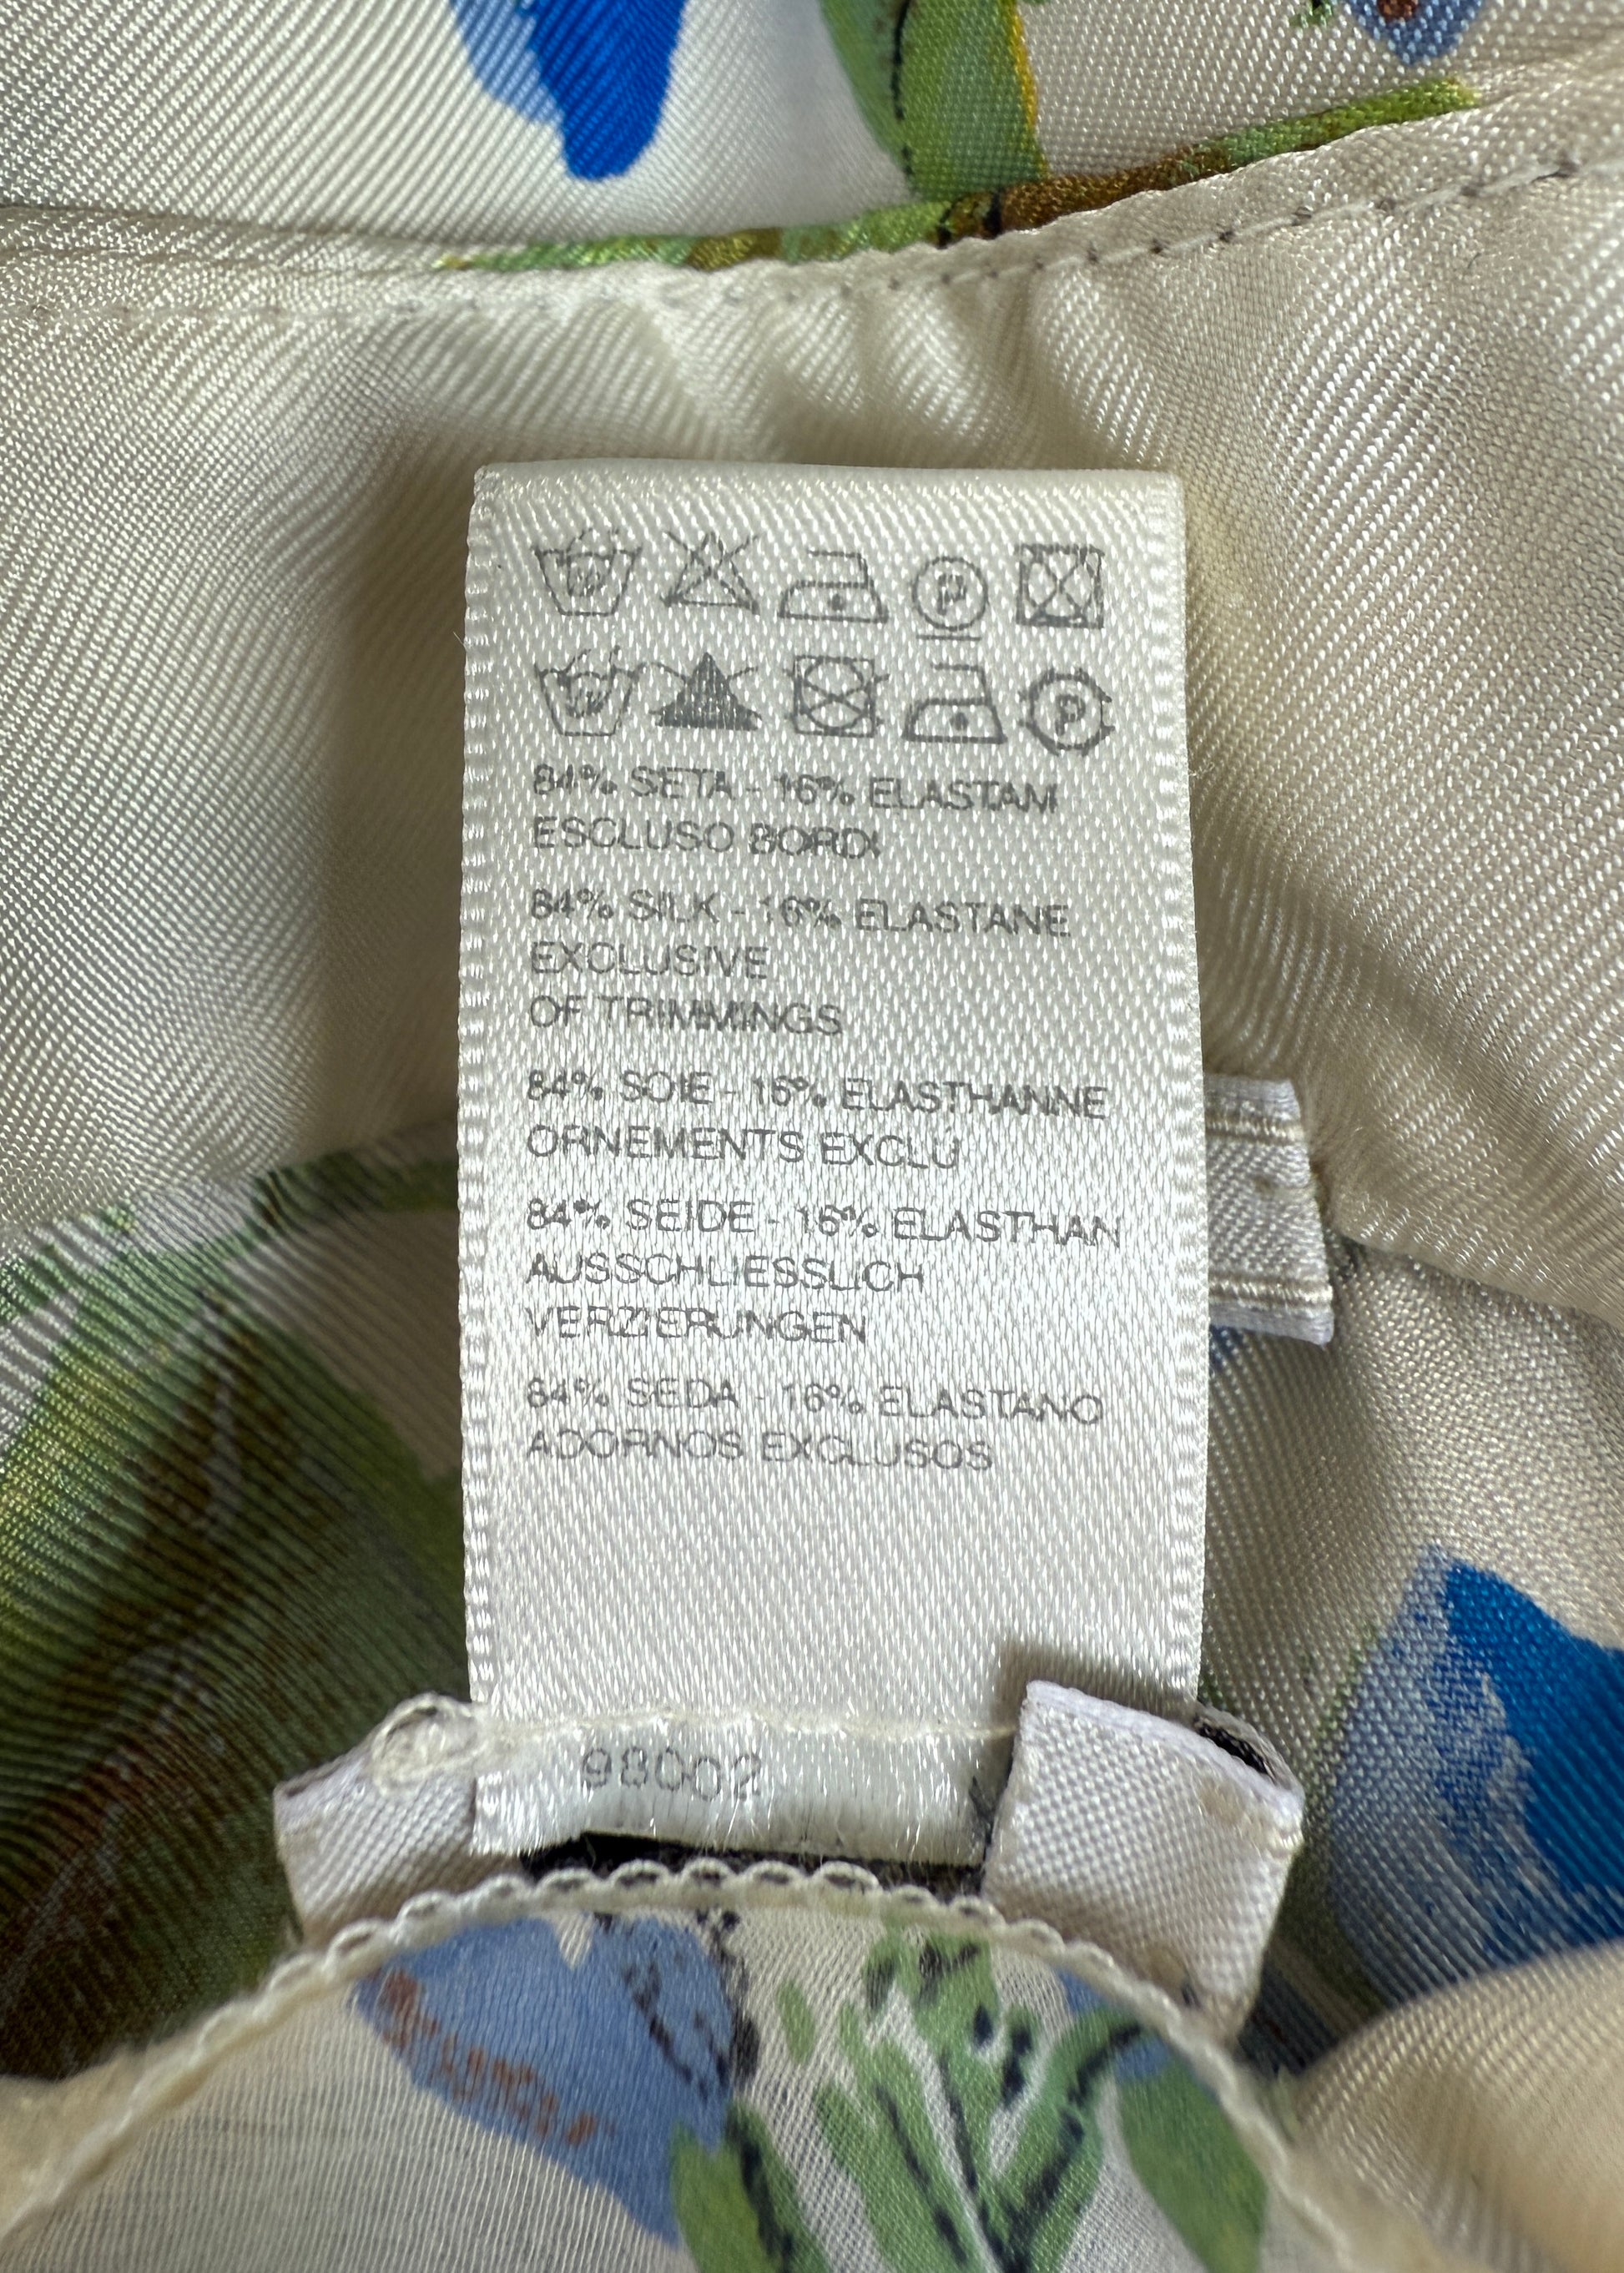 P
P
84% SETA - 16% ELASTAM
ESCLUSO BORDI
84% SILK - 16% ELASTANE
EXCLUSIVE
OF TRIMMINGS
84% SOIE - 16% ELASTHANNE
ORNEMENTS EXCLU
84% SEIDE - 16% ELASTHAN
AUSSCHLIESSLICH
VERZIERUNGEN
84% SEDA - 16% ELASTANO
ADORNOS EXCLUSOS
98002